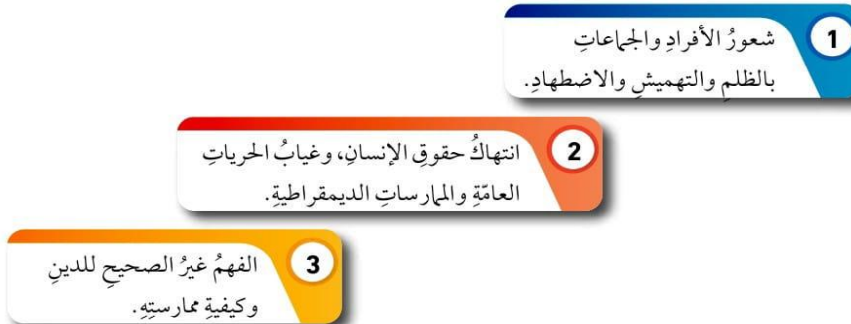 1
شعورُ الأفرادِ والجماعاتِ
بالظلمِ والتهميشِ والاضطهادِ.
2
انتهاكُ حقوقِ الإنسانِ، وغيابُ الحرياتِ
العامّةِ والممارساتِ الديمقراطيةِ.
3
الفهمُ غيرُ الصحيحِ للدينِ
وكيفيةِ ممارستِهِ.